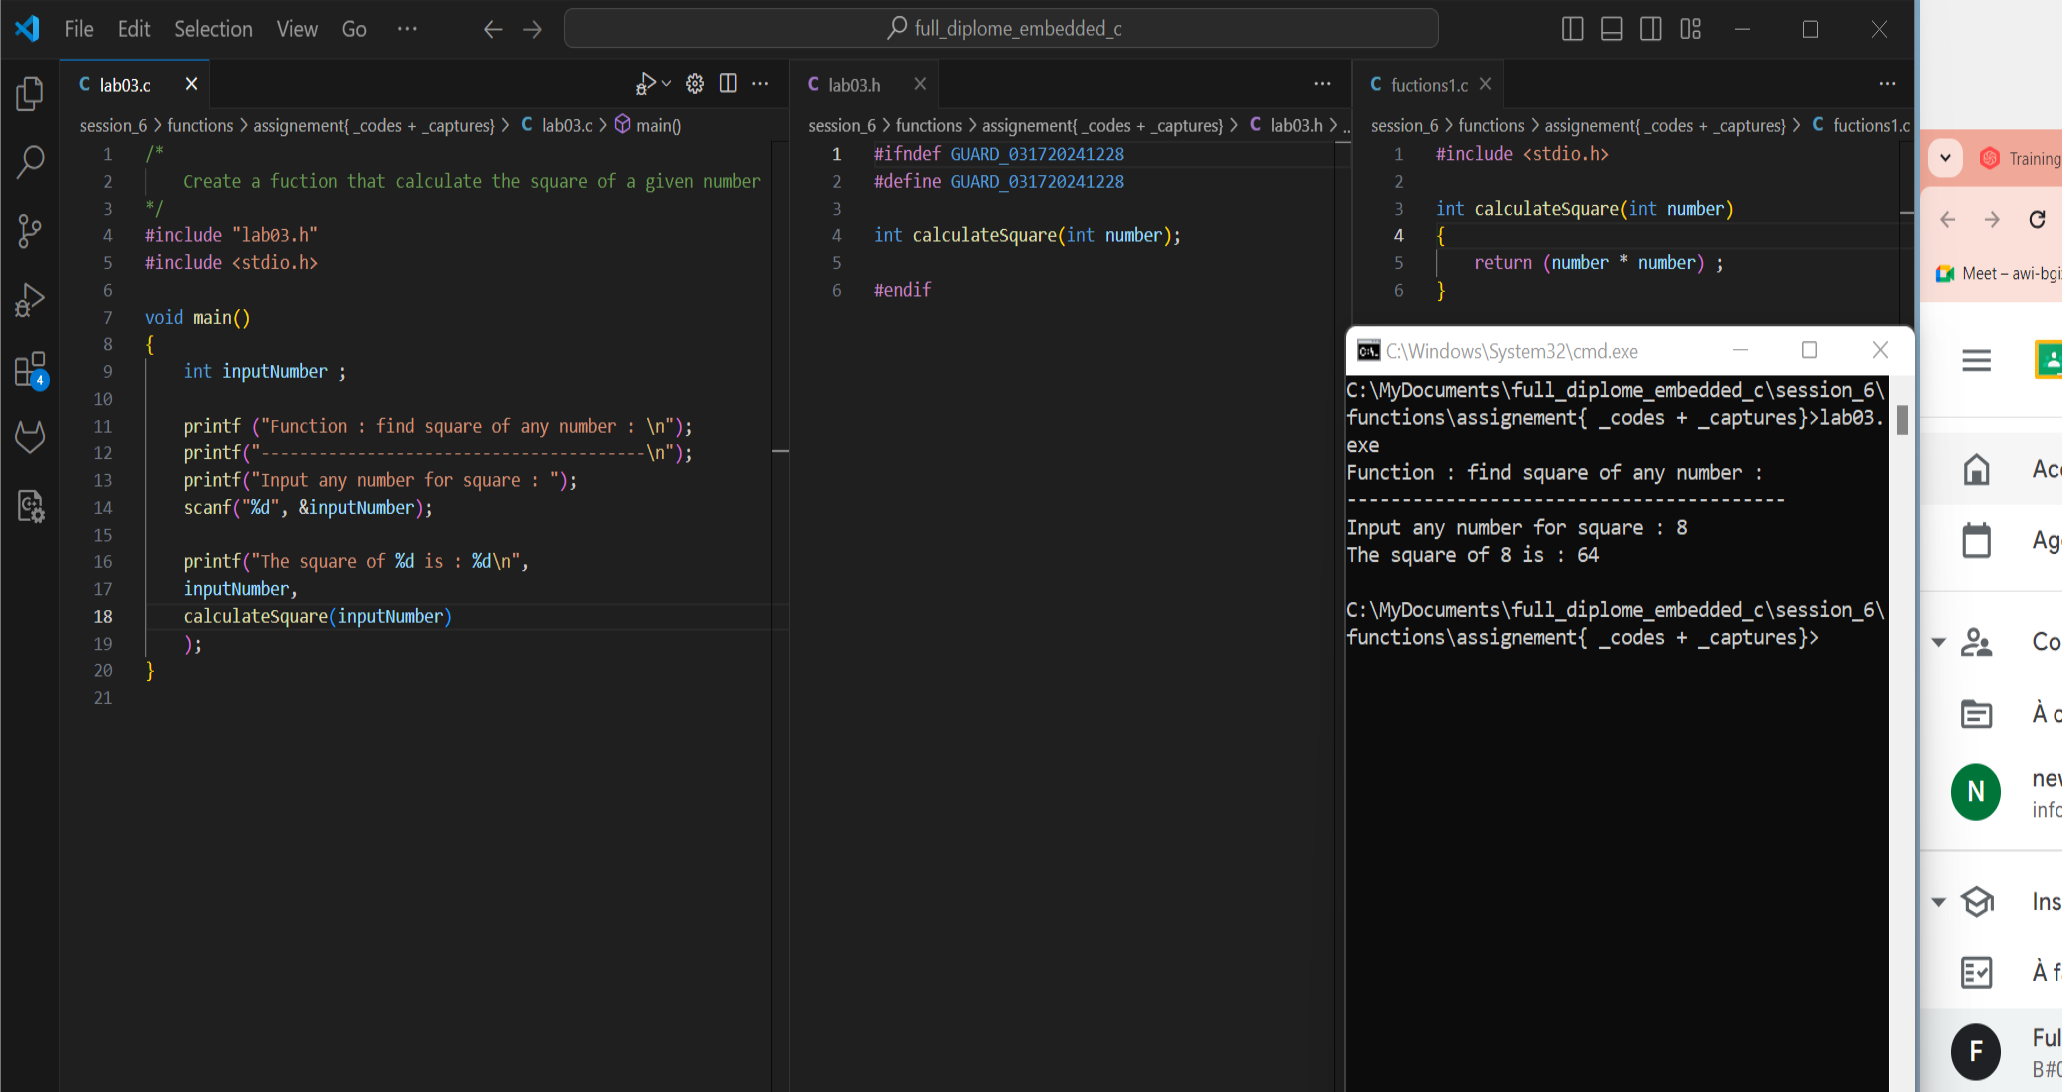 File Edit Selection View Go ··· full_diplome_embedded_c
C lab03.c
session_6 > functions > assignement{ _codes + _captures} > C lab03.c > main()
1 /*
2 Create a fuction that calculate the square of a given number
3 */
4 #include "lab03.h"
5 #include <stdio.h>
6
7 void main()
8 {
9 int inputNumber ;
10
11 printf ("Function : find square of any number : \n");
12 printf("----------------------------------------\n");
13 printf("Input any number for square : ");
14 scanf("%d", &inputNumber);
15
16 printf("The square of %d is : %d\n",
17 inputNumber,
18 calculateSquare(inputNumber)
19 );
20 }
21
4
C lab03.h
session_6 > functions > assignement{ _codes + _captures} > C lab03.h > ..
1 #ifndef GUARD_031720241228
2 #define GUARD_031720241228
3
4 int calculateSquare(int number);
5
6 #endif
C fuctions1.c
session_6 > functions > assignement{ _codes + _captures} > C fuctions1.c
1 #include <stdio.h>
2
3 int calculateSquare(int number)
4 {
5 return (number * number) ;
6 }
C:\Windows\System32\cmd.exe
C:\MyDocuments\full_diplome_embedded_c\session_6\
functions\assignement{ _codes + _captures}>lab03.
exe
Function : find square of any number :
----------------------------------------
Input any number for square : 8
The square of 8 is : 64
C:\MyDocuments\full_diplome_embedded_c\session_6\
functions\assignement{ _codes + _captures}>
Training
Meet – awi-bgi
Acc
Age
Co
À c
N
new
info
Ins
À f
F
Ful
B#0